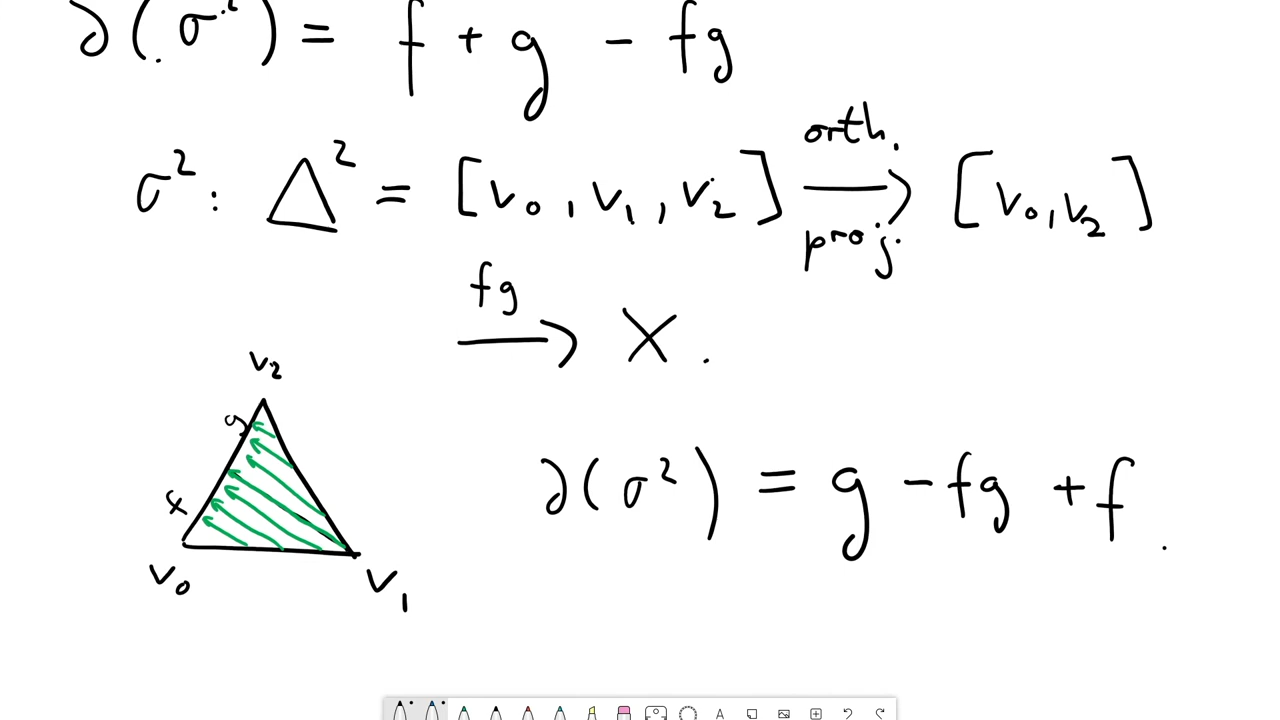 ∂(σ²) = f + g - fg
σ²: Δ² = [v₀, v₁, v₂] → [v₀, v₂]
orth.
proj.
fg
→ X.
v₂
g
f
v₀
v₁
∂(σ²) = g - fg + f.
A